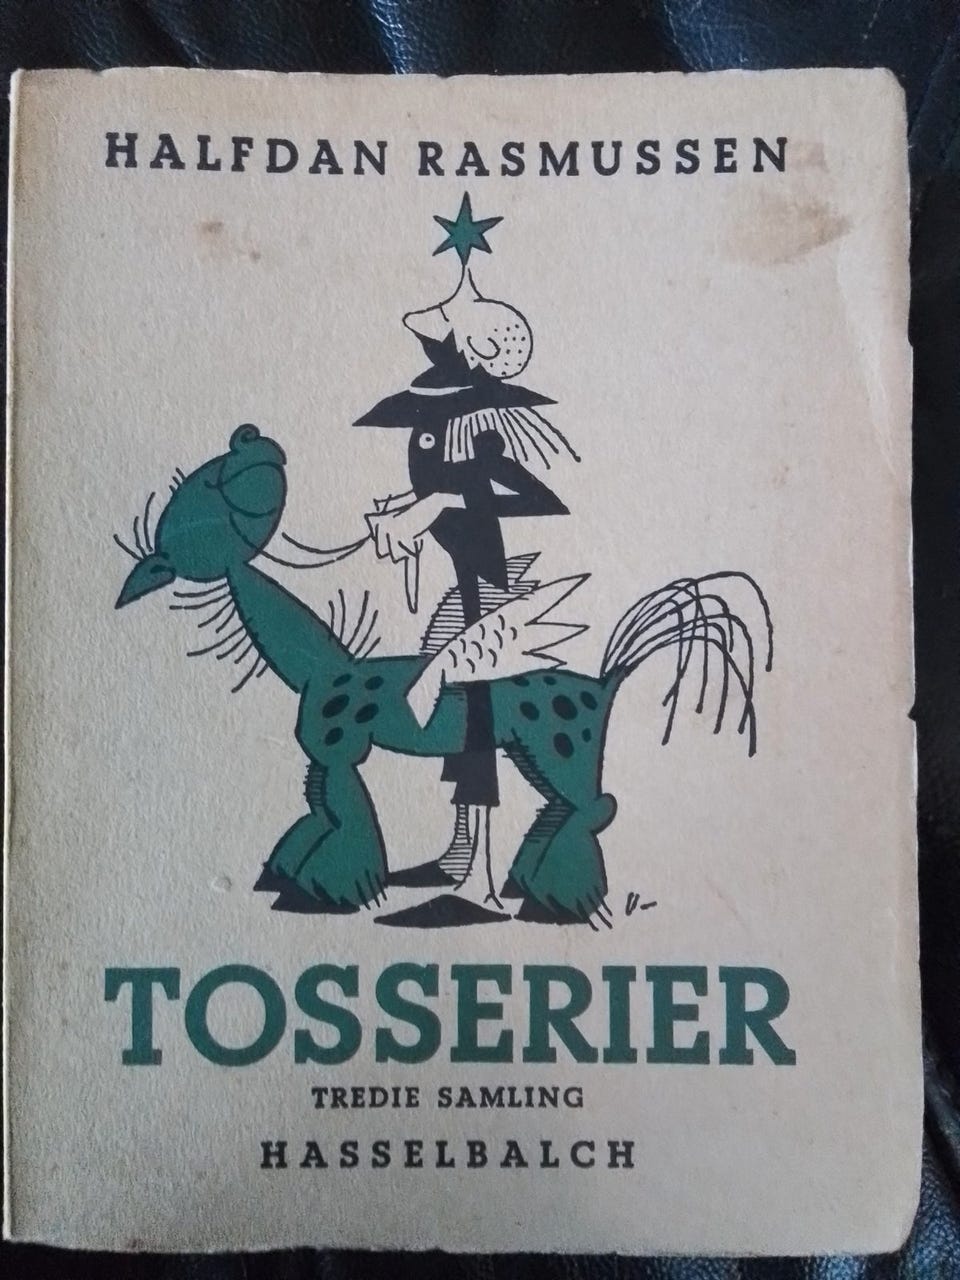 HALFDAN RASMUSSEN
TOSSERIER
TREDIE SAMLING
HASSELBALCH